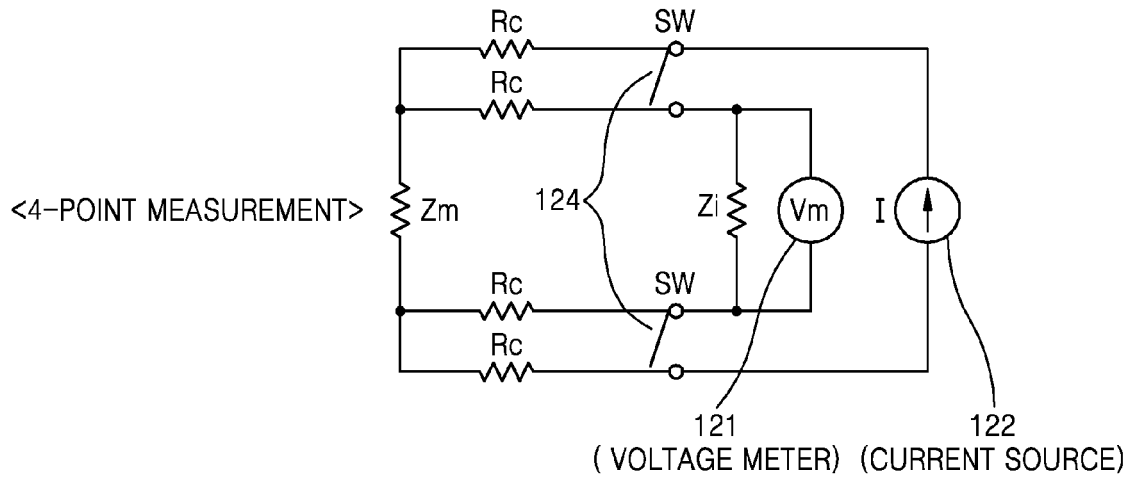 Rc
SW
Rc
<4-POINT MEASUREMENT>
Zm
124
Zi
Vm
I
Rc
SW
Rc
121
(VOLTAGE METER)
122
(CURRENT SOURCE)